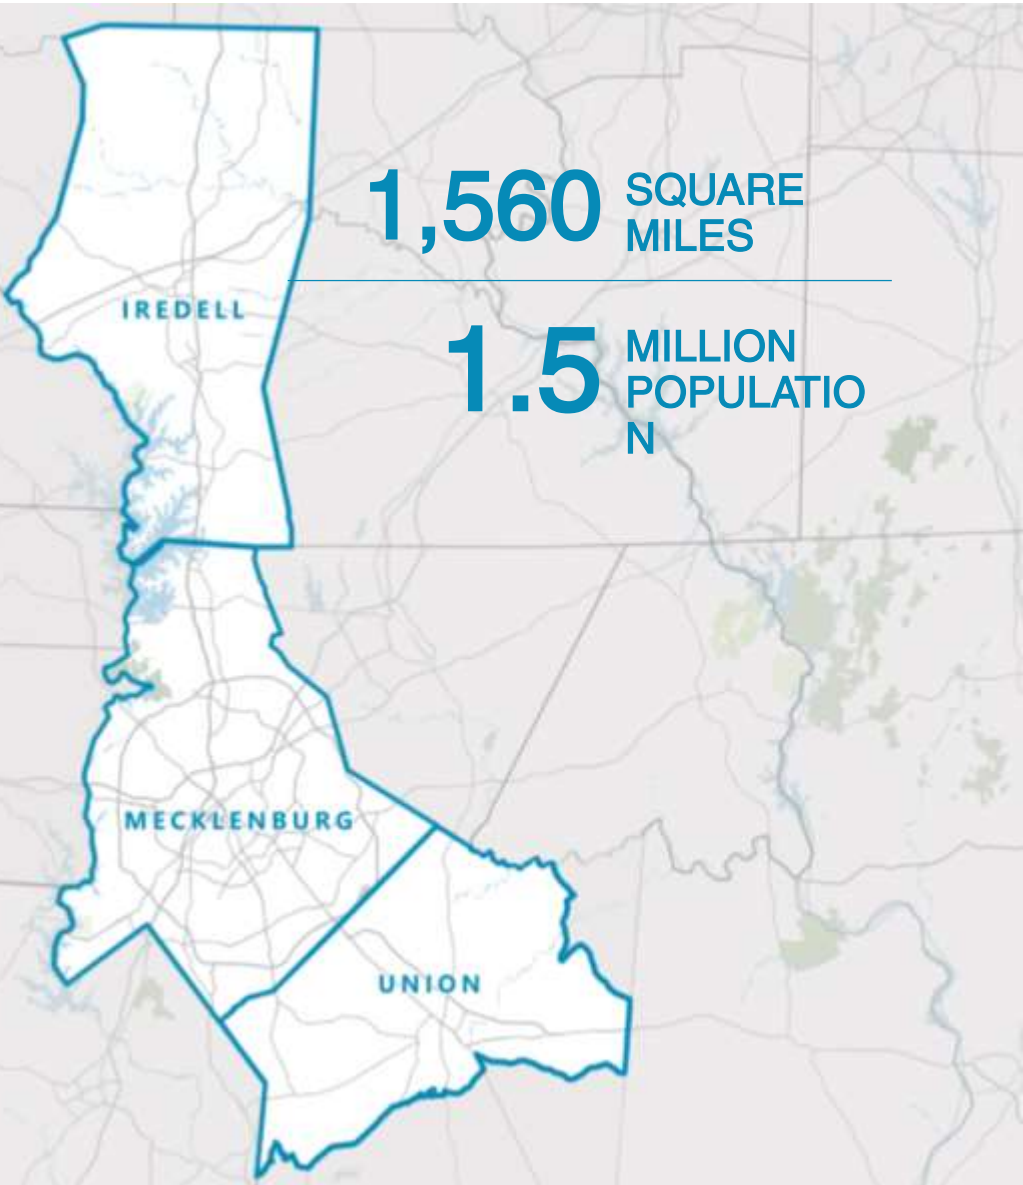 1,560 SQUARE
MILES
IREDELL
1.5 MILLION
POPULATIO
N
MECKLENBURG
UNION